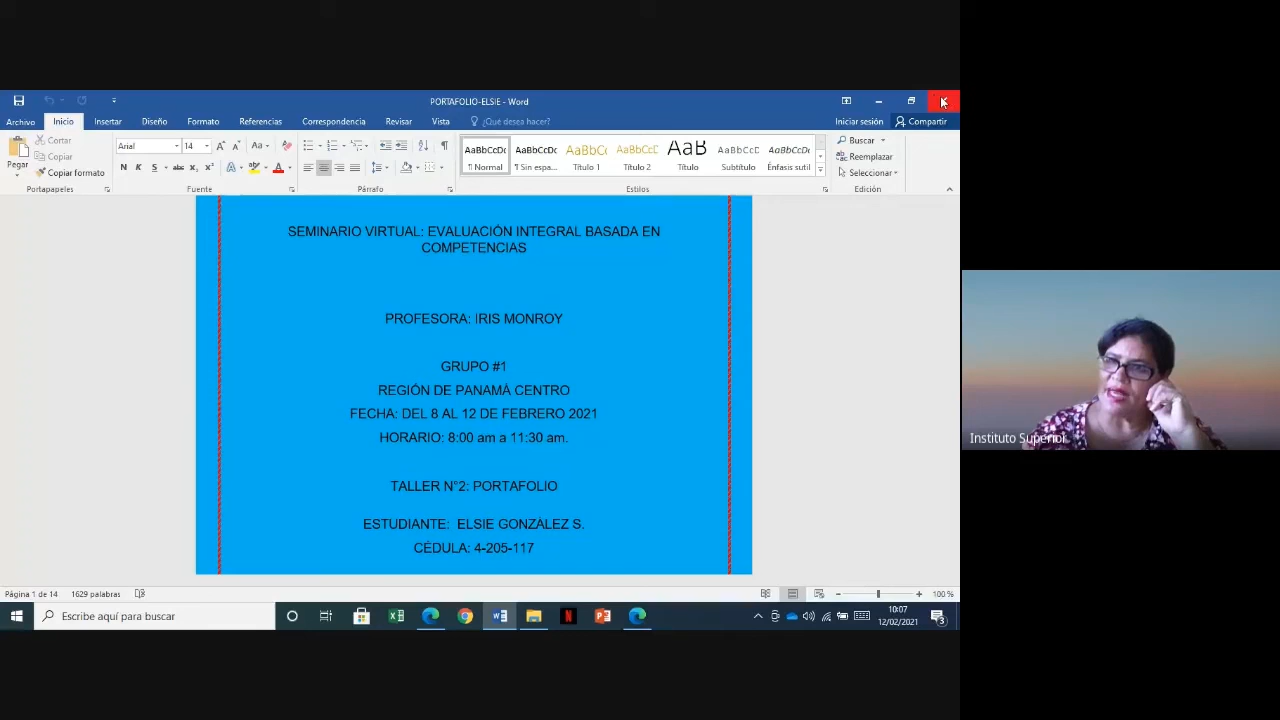 PORTAFOLIO-ELSIE - Word
Archivo Inicio Insertar Diseño Formato Referencias Correspondencia Revisar Vista ¿Qué desea hacer? Iniciar sesión Compartir
Pegar
Cortar
Copiar
Copiar formato
Portapapeles
Arial 14
Fuente
Párrafo
AaBbCcDc AaBbCcDc AaBbCc AaBbCcC AaB AaBbCcD AaBbCcDc
¶ Normal ¶ Sin espa... Título 1 Título 2 Título Subtítulo Énfasis sutil
Estilos
Buscar
Reemplazar
Seleccionar
Edición
SEMINARIO VIRTUAL: EVALUACIÓN INTEGRAL BASADA EN
COMPETENCIAS
PROFESORA: IRIS MONROY
GRUPO #1
REGIÓN DE PANAMÁ CENTRO
FECHA: DEL 8 AL 12 DE FEBRERO 2021
HORARIO: 8:00 am a 11:30 am.
TALLER N°2: PORTAFOLIO
ESTUDIANTE: ELSIE GONZÀLEZ S.
CÉDULA: 4-205-117
Página 1 de 14 1629 palabras 100 %
Escribe aquí para buscar
10:07
12/02/2021
3
Instituto Superior